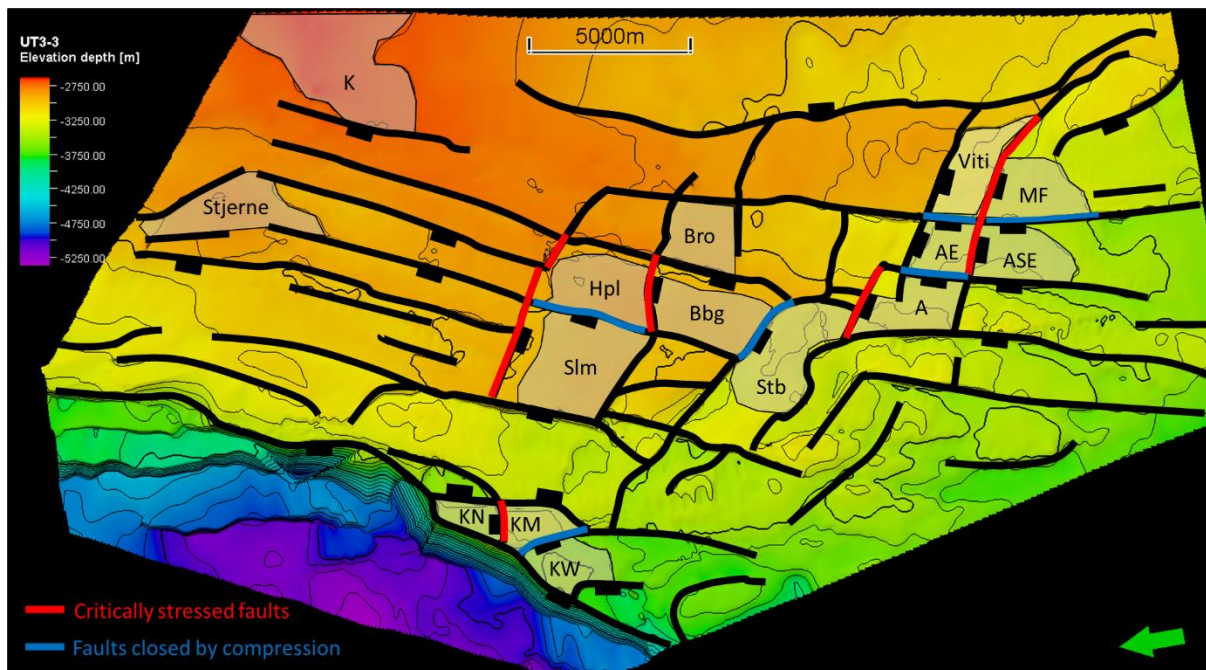 UT3-3
Elevation depth [m]
-2750.00
-3250.00
-3750.00
-4250.00
-4750.00
-5250.00
5000m
K
Viti
MF
Stjerne
Bro
AE
ASE
Hpl
Bbg
A
Slm
Stb
KN
KM
KW
Critically stressed faults
Faults closed by compression